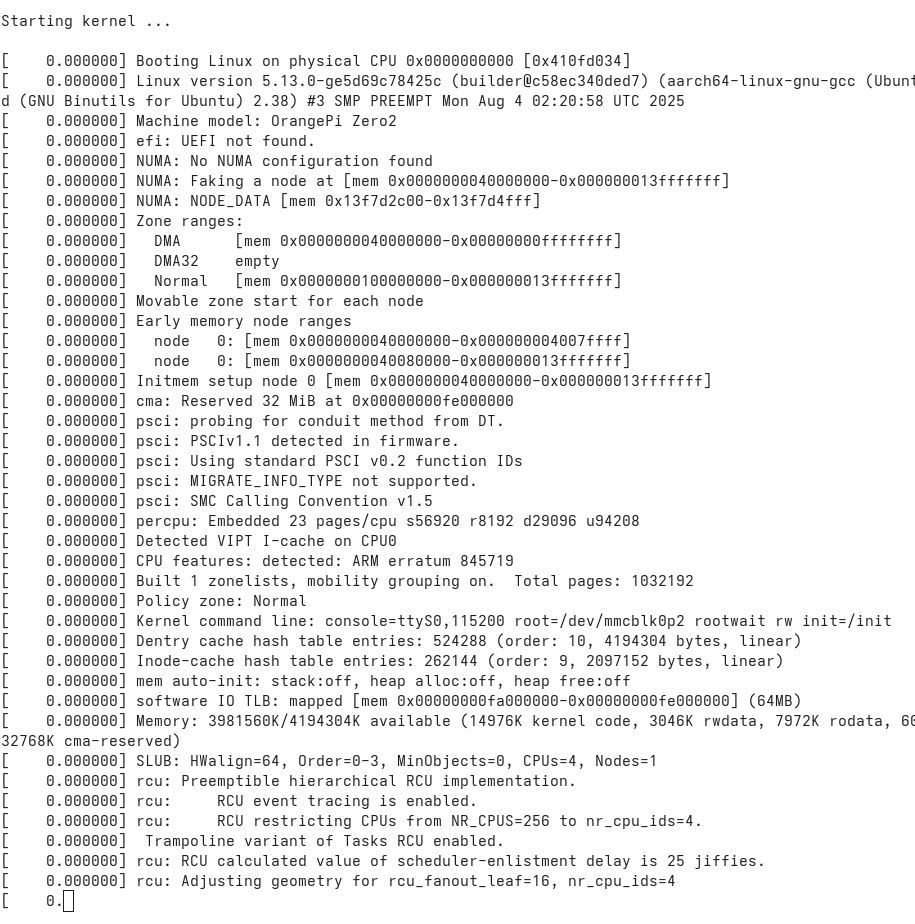 Starting kernel ...
[    0.000000] Booting Linux on physical CPU 0x0000000000 [0x410fd034]
[    0.000000] Linux version 5.13.0-ge5d69c78425c (builder@c58ec340ded7) (aarch64-linux-gnu-gcc (Ubunt
d (GNU Binutils for Ubuntu) 2.38) #3 SMP PREEMPT Mon Aug 4 02:20:58 UTC 2025
[    0.000000] Machine model: OrangePi Zero2
[    0.000000] efi: UEFI not found.
[    0.000000] NUMA: No NUMA configuration found
[    0.000000] NUMA: Faking a node at [mem 0x0000000040000000-0x000000013fffffff]
[    0.000000] NUMA: NODE_DATA [mem 0x13f7d2c00-0x13f7d4fff]
[    0.000000] Zone ranges:
[    0.000000]   DMA      [mem 0x0000000040000000-0x00000000ffffffff]
[    0.000000]   DMA32    empty
[    0.000000]   Normal   [mem 0x0000000100000000-0x000000013fffffff]
[    0.000000] Movable zone start for each node
[    0.000000] Early memory node ranges
[    0.000000]   node   0: [mem 0x0000000040000000-0x000000004007ffff]
[    0.000000]   node   0: [mem 0x0000000040080000-0x000000013fffffff]
[    0.000000] Initmem setup node 0 [mem 0x0000000040000000-0x000000013fffffff]
[    0.000000] cma: Reserved 32 MiB at 0x00000000fe000000
[    0.000000] psci: probing for conduit method from DT.
[    0.000000] psci: PSCIv1.1 detected in firmware.
[    0.000000] psci: Using standard PSCI v0.2 function IDs
[    0.000000] psci: MIGRATE_INFO_TYPE not supported.
[    0.000000] psci: SMC Calling Convention v1.5
[    0.000000] percpu: Embedded 23 pages/cpu s56920 r8192 d29096 u94208
[    0.000000] Detected VIPT I-cache on CPU0
[    0.000000] CPU features: detected: ARM erratum 845719
[    0.000000] Built 1 zonelists, mobility grouping on.  Total pages: 1032192
[    0.000000] Policy zone: Normal
[    0.000000] Kernel command line: console=ttyS0,115200 root=/dev/mmcblk0p2 rootwait rw init=/init
[    0.000000] Dentry cache hash table entries: 524288 (order: 10, 4194304 bytes, linear)
[    0.000000] Inode-cache hash table entries: 262144 (order: 9, 2097152 bytes, linear)
[    0.000000] mem auto-init: stack:off, heap alloc:off, heap free:off
[    0.000000] software IO TLB: mapped [mem 0x00000000fa000000-0x00000000fe000000] (64MB)
[    0.000000] Memory: 3981560K/4194304K available (14976K kernel code, 3046K rwdata, 7972K rodata, 60
32768K cma-reserved)
[    0.000000] SLUB: HWalign=64, Order=0-3, MinObjects=0, CPUs=4, Nodes=1
[    0.000000] rcu: Preemptible hierarchical RCU implementation.
[    0.000000] rcu:     RCU event tracing is enabled.
[    0.000000] rcu:     RCU restricting CPUs from NR_CPUS=256 to nr_cpu_ids=4.
[    0.000000]  Trampoline variant of Tasks RCU enabled.
[    0.000000] rcu: RCU calculated value of scheduler-enlistment delay is 25 jiffies.
[    0.000000] rcu: Adjusting geometry for rcu_fanout_leaf=16, nr_cpu_ids=4
[    0.